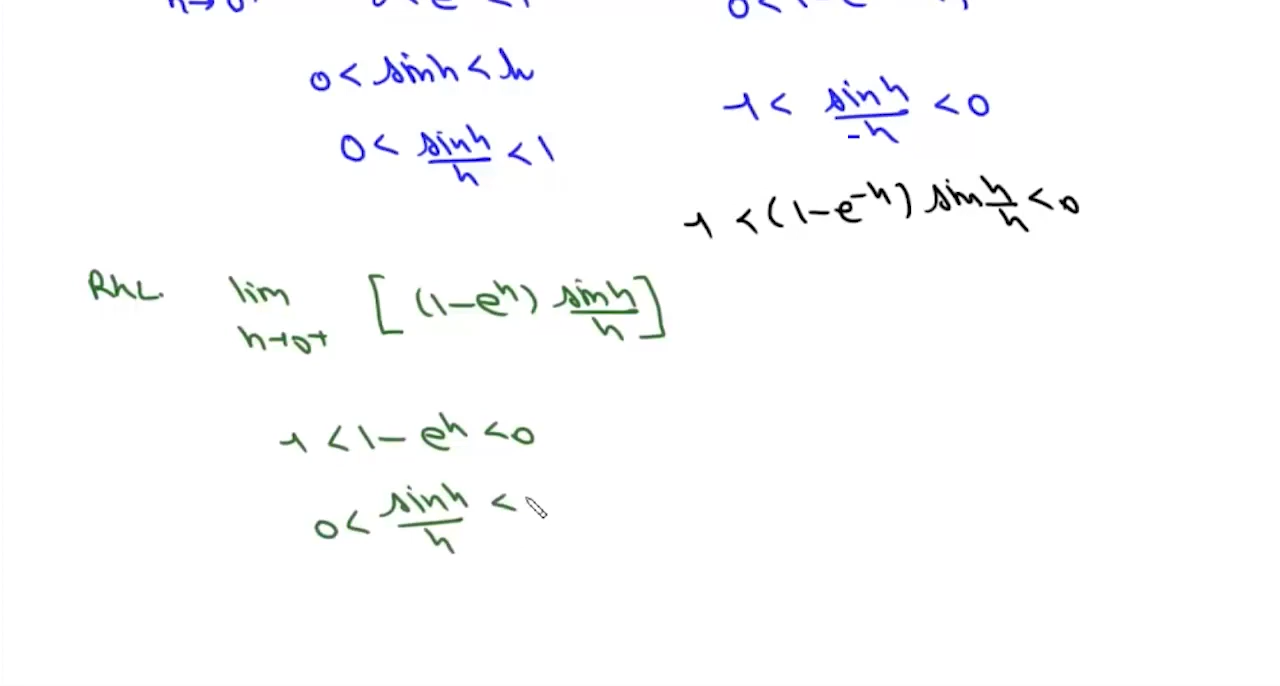 0 < sinh < h
0 < sinh/h < 1
-1 < sinh/-h < 0
-1 < (1-e^-h) sin h/h < 0
RhL. lim h→0+ [(1-e^h) sinh/h]
-1 < 1-e^h < 0
0 < sinh/h <